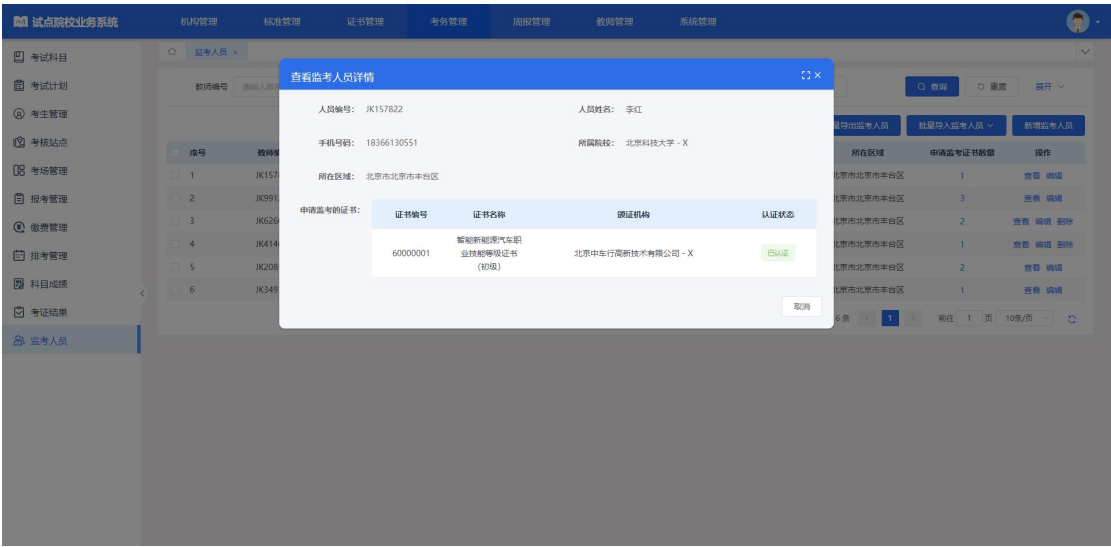 试点院校业务系统 机构管理 标准管理 证书管理 考务管理 周报管理 教师管理 系统管理
考试科目
考试计划
考生管理
考核站点
考场管理
报考管理
缴费管理
排考管理
科目成绩
考证结果
监考人员
监考人员 ×
教师编号 查询 重置 展开
导出监考人员 批量导入监考人员 新增监考人员
序号 所在区域 申请监考证书数量 操作
1 JK157 北京市北京市丰台区 1 查看 编辑
2 JK991 北京市北京市丰台区 3 查看 编辑
3 JK626 北京市北京市丰台区 2 查看 编辑 删除
4 JK414 北京市北京市丰台区 1 查看 编辑 删除
5 JK208 北京市北京市丰台区 2 查看 编辑
6 JK349 北京市北京市丰台区 1 查看 编辑
6 条 1 前往 1 页 10条/页
查看监考人员详情
人员编号: JK157822 人员姓名: 李红
手机号码: 18366130551 所属院校: 北京科技大学 - X
所在区域: 北京市北京市丰台区
申请监考的证书: 证书编号 证书名称 颁证机构 认证状态
60000001 智能新能源汽车职业技能等级证书(初级) 北京中车行高新技术有限公司 - X 已认证
取消